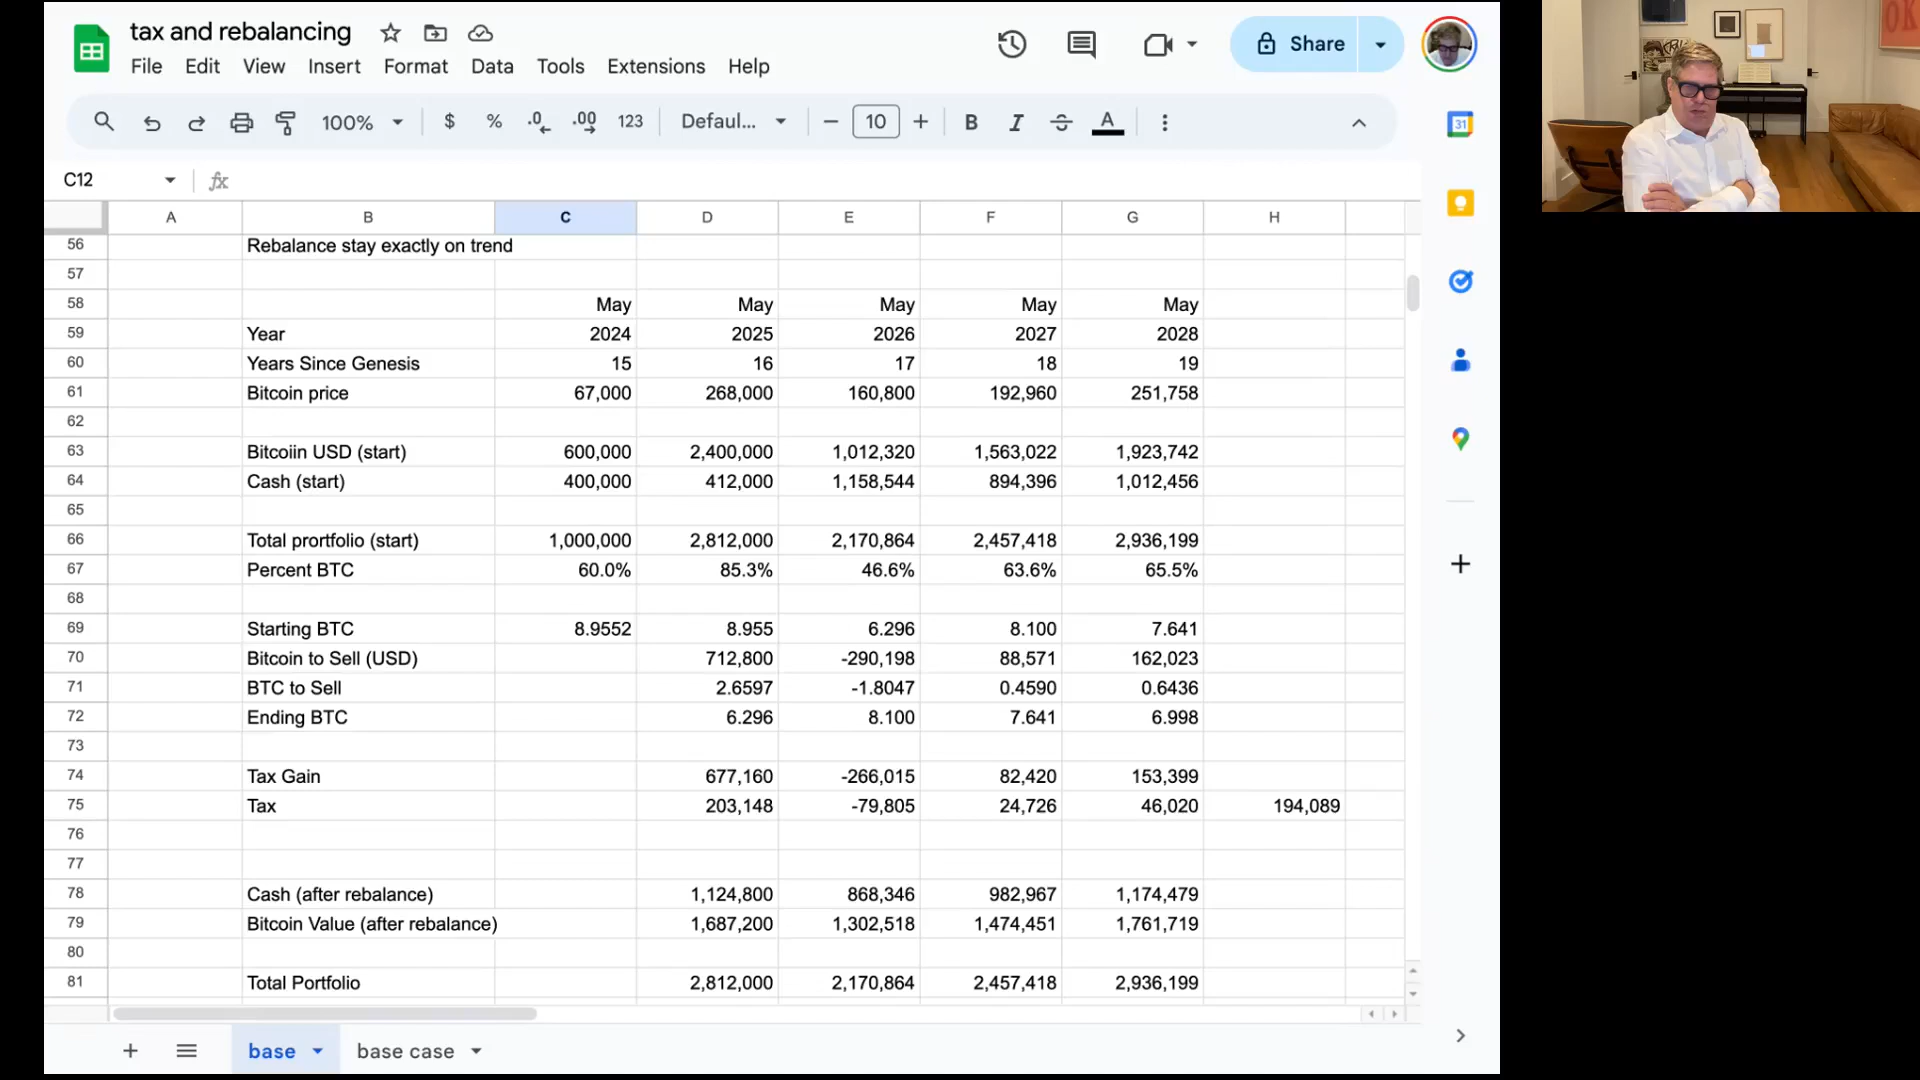 tax and rebalancing
File Edit View Insert Format Data Tools Extensions Help
Share
100% $ % .0 .00 123 Defaul... 10 B I S A
C12 fx
A B C D E F G H
56 Rebalance stay exactly on trend
57
58 May May May May May
59 Year 2024 2025 2026 2027 2028
60 Years Since Genesis 15 16 17 18 19
61 Bitcoin price 67,000 268,000 160,800 192,960 251,758
62
63 Bitcoiin USD (start) 600,000 2,400,000 1,012,320 1,563,022 1,923,742
64 Cash (start) 400,000 412,000 1,158,544 894,396 1,012,456
65
66 Total prortfolio (start) 1,000,000 2,812,000 2,170,864 2,457,418 2,936,199
67 Percent BTC 60.0% 85.3% 46.6% 63.6% 65.5%
68
69 Starting BTC 8.9552 8.955 6.296 8.100 7.641
70 Bitcoin to Sell (USD) 712,800 -290,198 88,571 162,023
71 BTC to Sell 2.6597 -1.8047 0.4590 0.6436
72 Ending BTC 6.296 8.100 7.641 6.998
73
74 Tax Gain 677,160 -266,015 82,420 153,399
75 Tax 203,148 -79,805 24,726 46,020 194,089
76
77
78 Cash (after rebalance) 1,124,800 868,346 982,967 1,174,479
79 Bitcoin Value (after rebalance) 1,687,200 1,302,518 1,474,451 1,761,719
80
81 Total Portfolio 2,812,000 2,170,864 2,457,418 2,936,199
base base case
31
OK